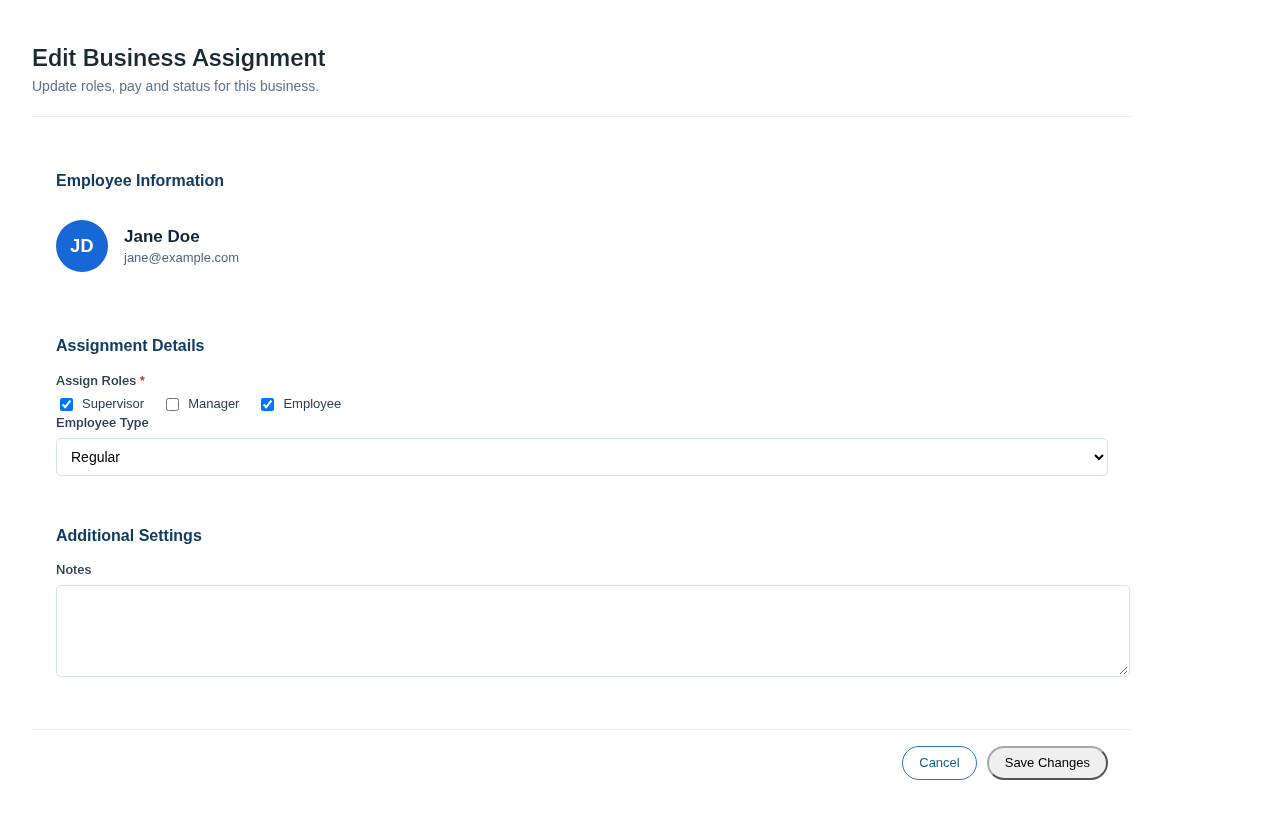 Edit Business Assignment
Update roles, pay and status for this business.
Employee Information
JD
Jane Doe
jane@example.com
Assignment Details
Assign Roles *
Supervisor Manager Employee
Employee Type
Regular
Additional Settings
Notes
Cancel Save Changes